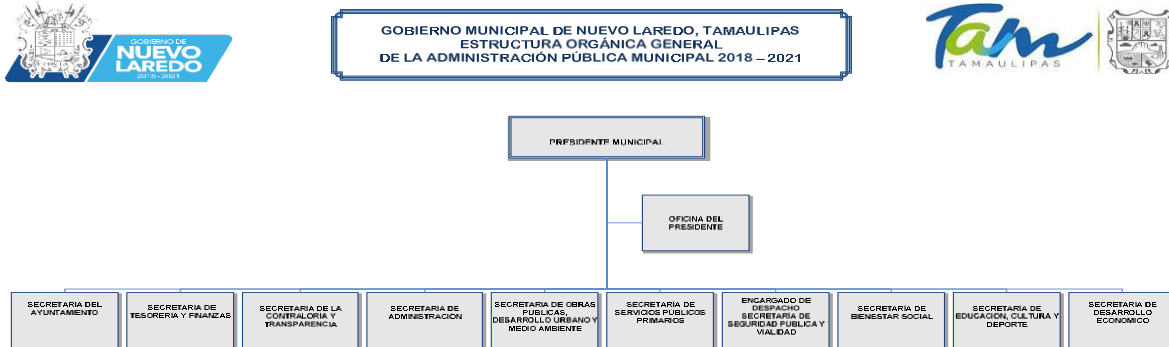 GOBIERNO DE
NUEVO
LAREDO
2018 - 2021
GOBIERNO MUNICIPAL DE NUEVO LAREDO, TAMAULIPAS
ESTRUCTURA ORGÁNICA GENERAL
DE LA ADMINISTRACIÓN PÚBLICA MUNICIPAL 2018 – 2021
Tam
TAMAULIPAS
PRESIDENTE MUNICIPAL
OFICINA DEL
PRESIDENTE
SECRETARIA DEL
AYUNTAMIENTO
SECRETARIA DE
TESORERIA Y FINANZAS
SECRETARIA DE LA
CONTRALORIA Y
TRANSPARENCIA
SECRETARIA DE
ADMINISTRACION
SECRETARIA DE OBRAS
PUBLICAS,
DESARROLLO URBANO Y
MEDIO AMBIENTE
SECRETARIA DE
SERVICIOS PÚBLICOS
PRIMARIOS
ENCARGADO DE
DESPACHO
SECRETARÍA DE
SEGURIDAD PUBLICA Y
VIALIDAD
SECRETARIA DE
BIENESTAR SOCIAL
SECRETARIA DE
EDUCACION, CULTURA Y
DEPORTE
SECRETARIA DE
DESARROLLO
ECONOMICO